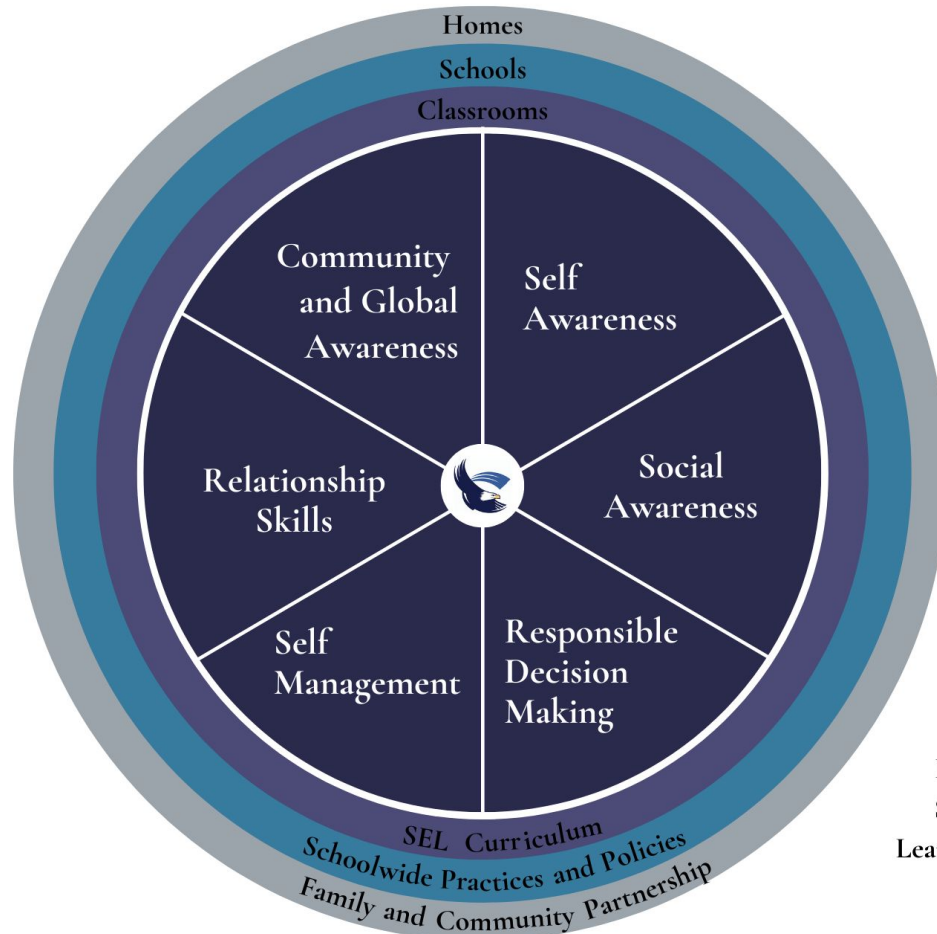 Homes
Schools
Classrooms
Community
and Global
Awareness
Self
Awareness
Relationship
Skills
Social
Awareness
Self
Management
Responsible
Decision
Making
SEL Curriculum
Schoolwide Practices and Policies
Family and Community Partnership